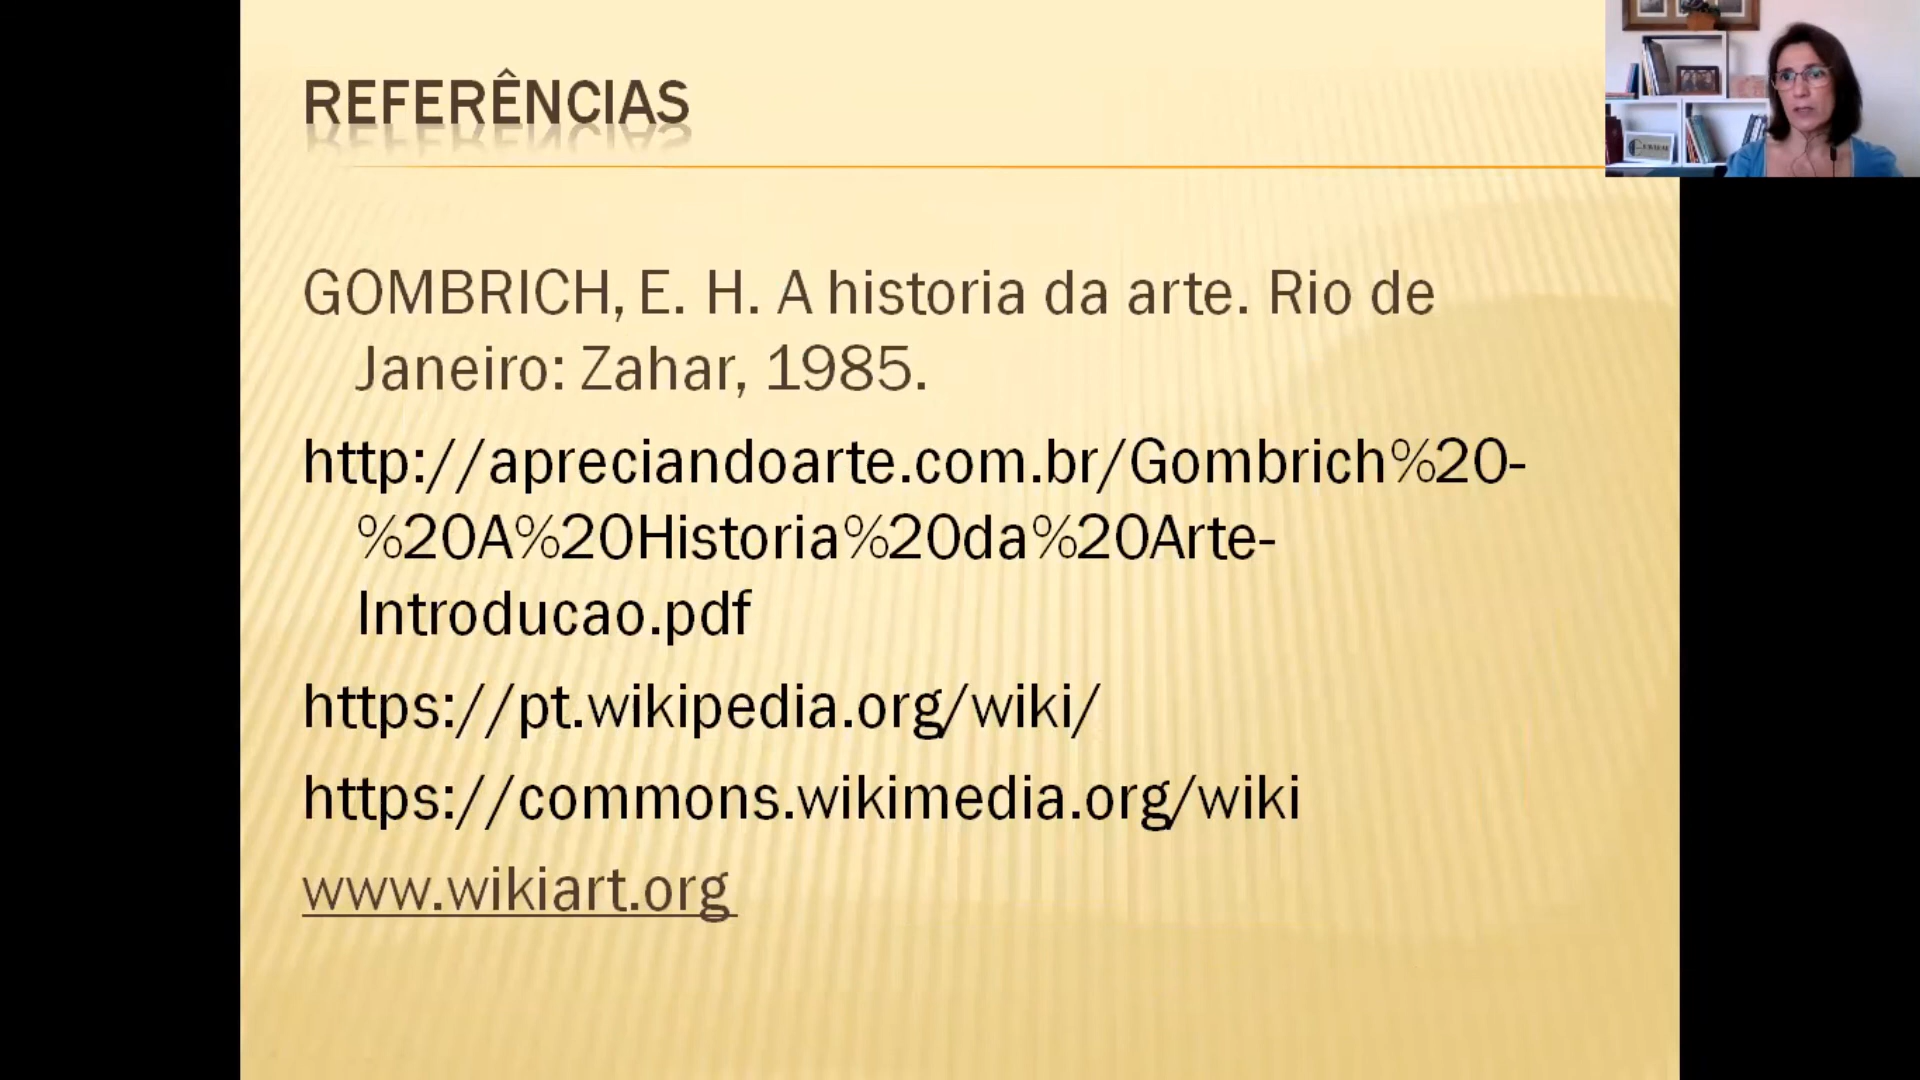 REFERÊNCIAS
GOMBRICH, E. H. A historia da arte. Rio de
Janeiro: Zahar, 1985.
http://apreciandoarte.com.br/Gombrich%20-
%20A%20Historia%20da%20Arte-
Introducao.pdf
https://pt.wikipedia.org/wiki/
https://commons.wikimedia.org/wiki
www.wikiart.org